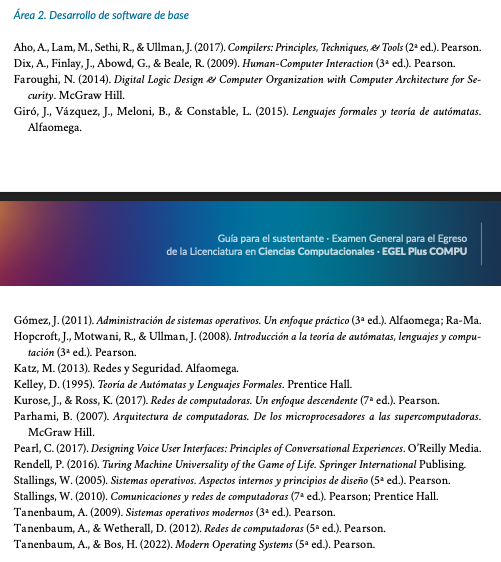 Área 2. Desarrollo de software de base
Aho, A., Lam, M., Sethi, R., & Ullman, J. (2017). Compilers: Principles, Techniques, & Tools (2ª ed.). Pearson.
Dix, A., Finlay, J., Abowd, G., & Beale, R. (2009). Human-Computer Interaction (3ª ed.). Pearson.
Faroughi, N. (2014). Digital Logic Design & Computer Organization with Computer Architecture for Se-
curity. McGraw Hill.
Giró, J., Vázquez, J., Meloni, B., & Constable, L. (2015). Lenguajes formales y teoría de autómatas.
Alfaomega.
Guía para el sustentante · Examen General para el Egreso
de la Licenciatura en Ciencias Computacionales · EGEL Plus COMPU
Gómez, J. (2011). Administración de sistemas operativos. Un enfoque práctico (3ª ed.). Alfaomega; Ra-Ma.
Hopcroft, J., Motwani, R., & Ullman, J. (2008). Introducción a la teoría de autómatas, lenguajes y compu-
tación (3ª ed.). Pearson.
Katz, M. (2013). Redes y Seguridad. Alfaomega.
Kelley, D. (1995). Teoría de Autómatas y Lenguajes Formales. Prentice Hall.
Kurose, J., & Ross, K. (2017). Redes de computadoras. Un enfoque descendente (7ª ed.). Pearson.
Parhami, B. (2007). Arquitectura de computadoras. De los microprocesadores a las supercomputadoras.
McGraw Hill.
Pearl, C. (2017). Designing Voice User Interfaces: Principles of Conversational Experiences. O'Reilly Media.
Rendell, P. (2016). Turing Machine Universality of the Game of Life. Springer International Publising.
Stallings, W. (2005). Sistemas operativos. Aspectos internos y principios de diseño (5ª ed.). Pearson.
Stallings, W. (2010). Comunicaciones y redes de computadoras (7ª ed.). Pearson; Prentice Hall.
Tanenbaum, A. (2009). Sistemas operativos modernos (3ª ed.). Pearson.
Tanenbaum, A., & Wetherall, D. (2012). Redes de computadoras (5ª ed.). Pearson.
Tanenbaum, A., & Bos, H. (2022). Modern Operating Systems (5ª ed.). Pearson.